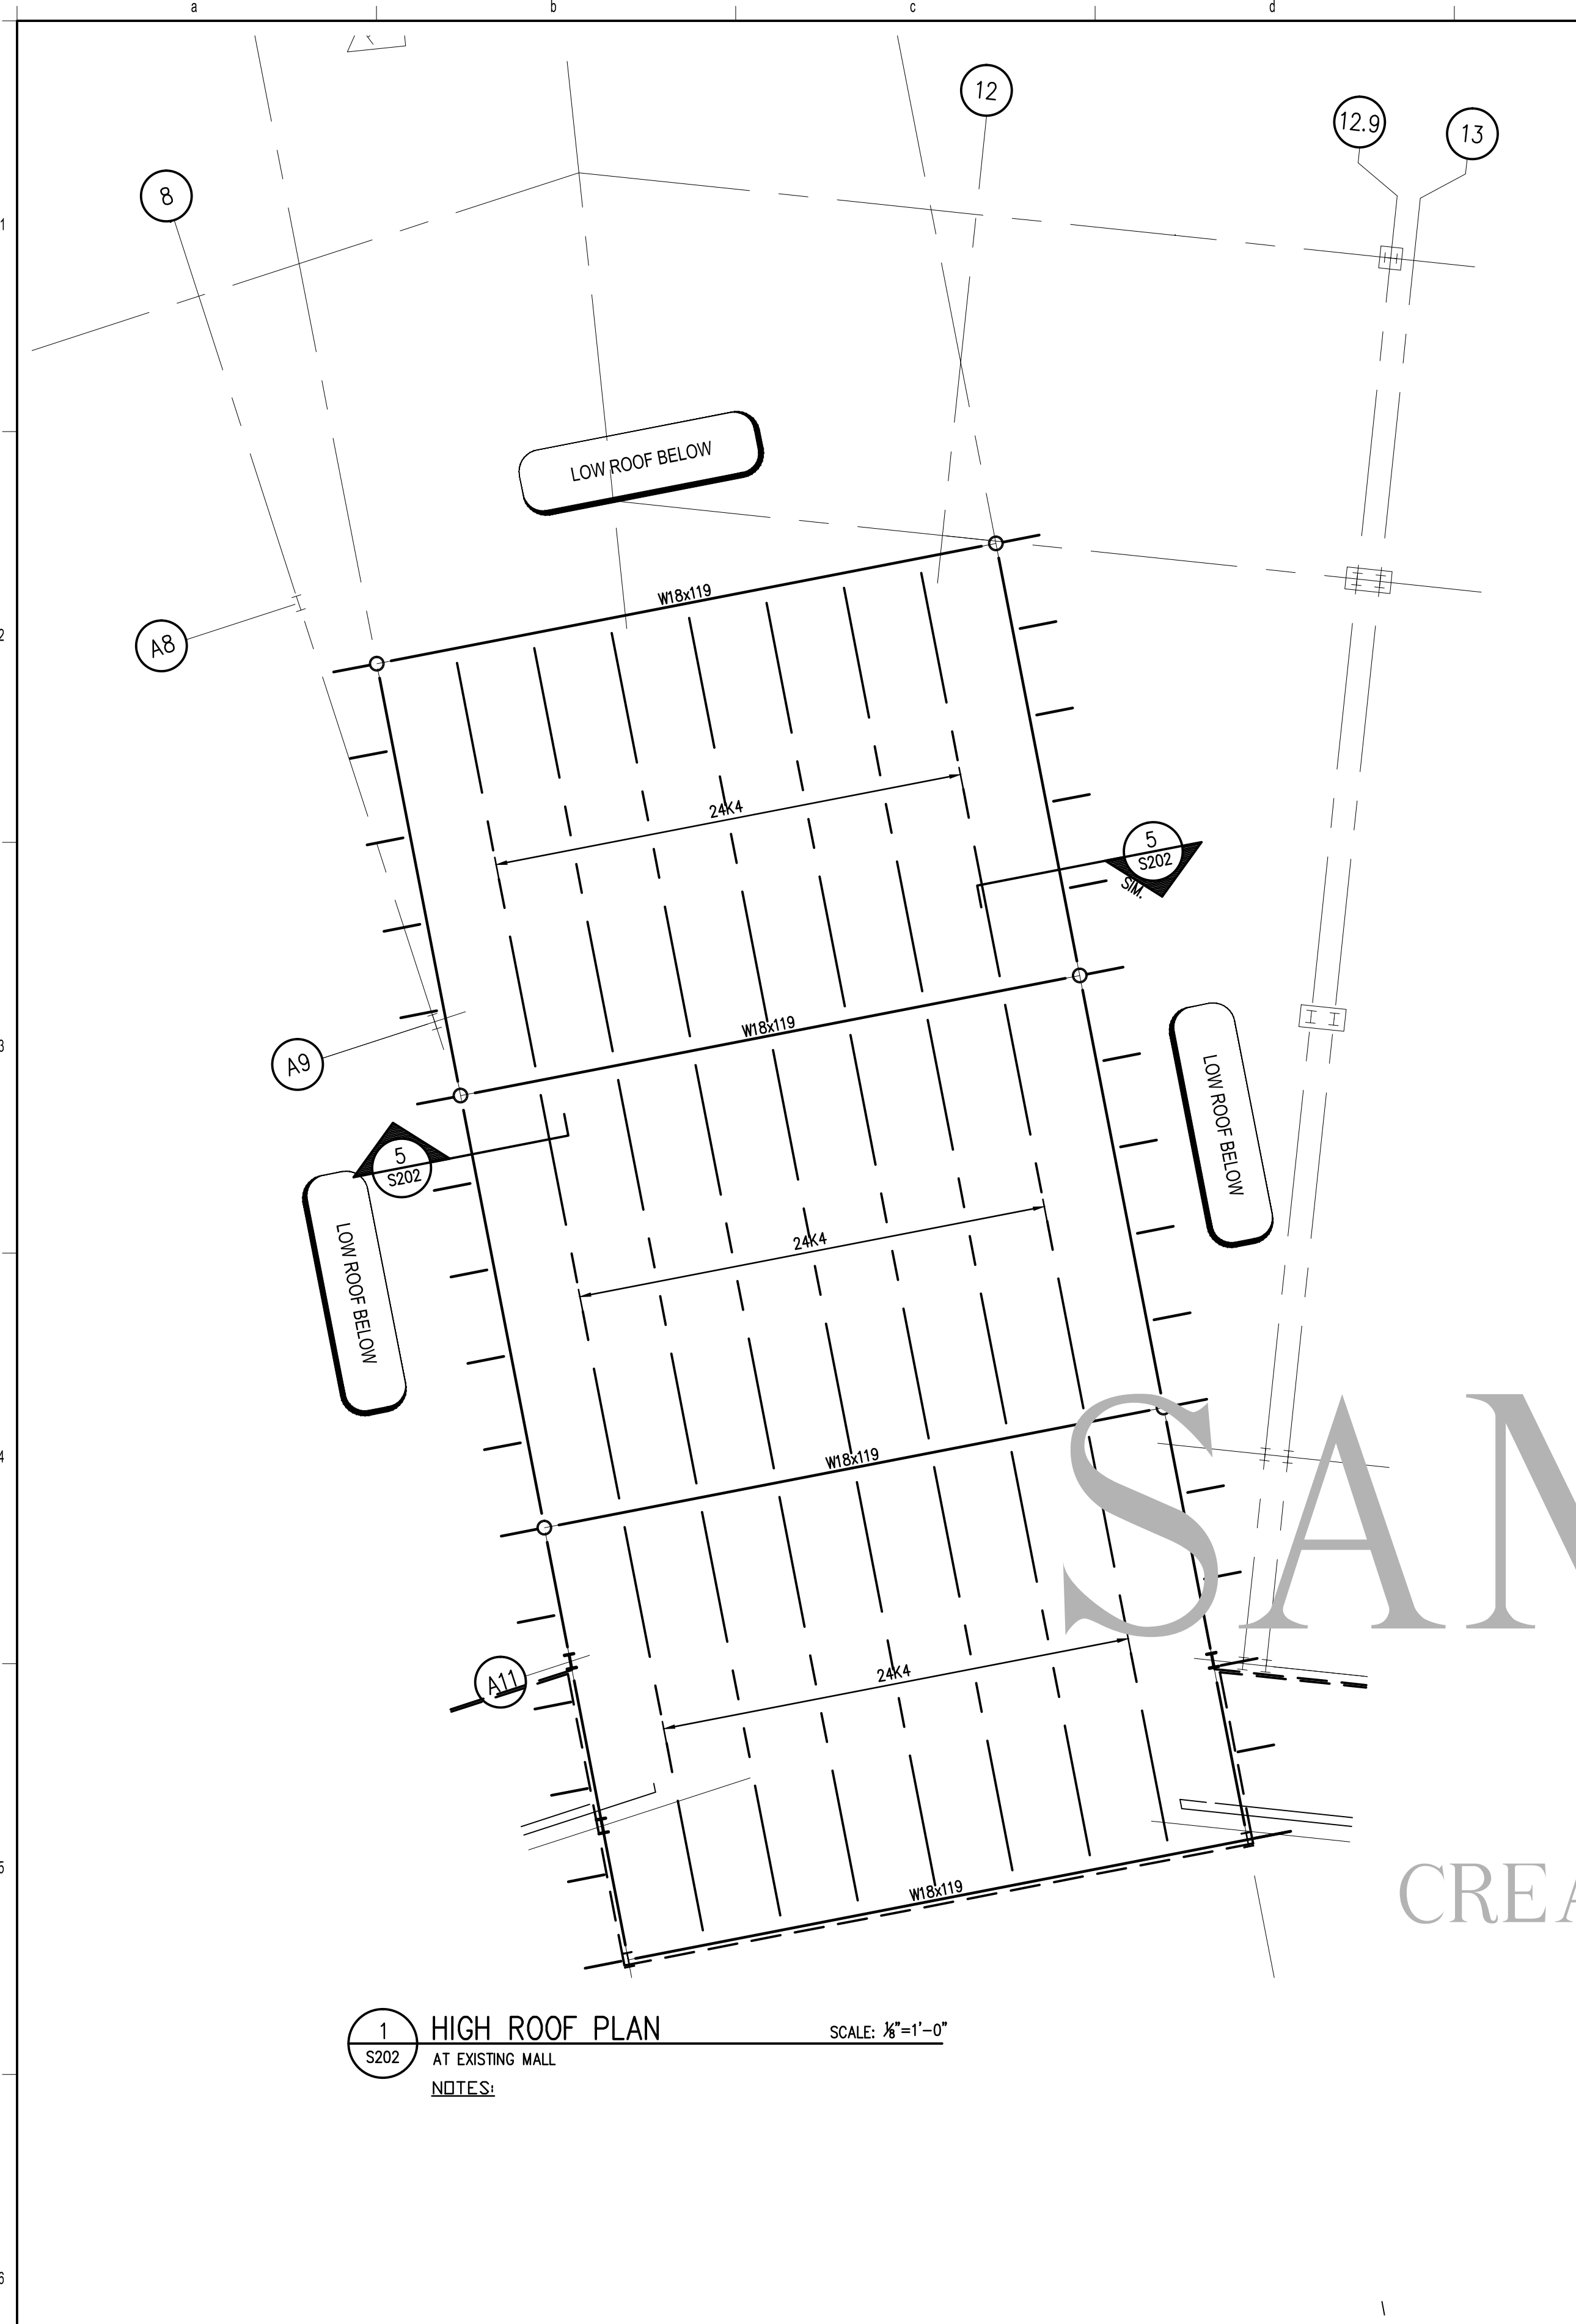 a
b
c
d
12
12.9
13
8
1
LOW ROOF BELOW
W18x119
2
A8
24K4
5
S202
SIM.
W18x119
3
A9
5
S202
LOW ROOF BELOW
LOW ROOF BELOW
24K4
4
W18x119
A11
24K4
5
W18x119
CREA
1
S202
HIGH ROOF PLAN
SCALE: ⅛"=1'-0"
AT EXISTING MALL
NOTES:
6